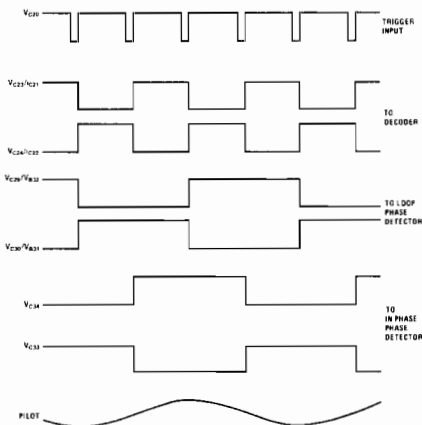 VC20
TRIGGER
INPUT
VC23/IC21
TO
DECODER
VC24/IC22
VC29/VB32
TO LOOP
PHASE
DETECTOR
VC30/VB31
VC34
TO
IN PHASE
PHASE
DETECTOR
VC33
PILOT